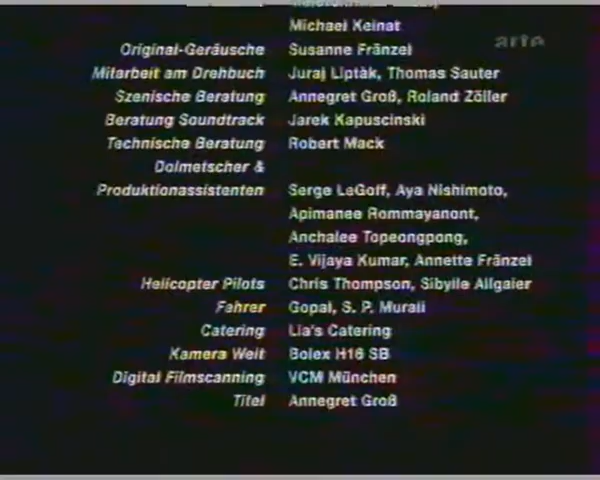 Michael Keinat
arte
Original-Geräusche Susanne Fränzel
Mitarbeit am Drehbuch Juraj Liptàk, Thomas Sauter
Szenische Beratung Annegret Groß, Roland Zöller
Beratung Soundtrack Jarek Kapuscinski
Technische Beratung Robert Mack
Dolmetscher &
Produktionassistenten Serge LeGoff, Aya Nishimoto,
Apimanee Rommayanont,
Anchalee Topeongpong,
E. Vijaya Kumar, Annette Fränzel
Helicopter Pilots Chris Thompson, Sibylle Allgaier
Fahrer Gopal, S. P. Murali
Catering Lia's Catering
Kamera Welt Bolex H16 SB
Digital Filmscanning VCM München
Titel Annegret Groß